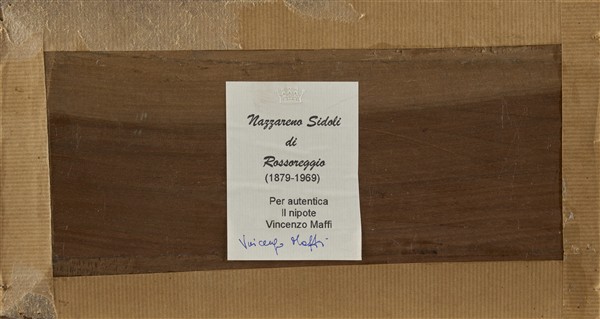 Nazzareno Sidoli
di
Rossoreggio
(1879-1969)
Per autentica
Il nipote
Vincenzo Maffi
Vincenzo Maffi